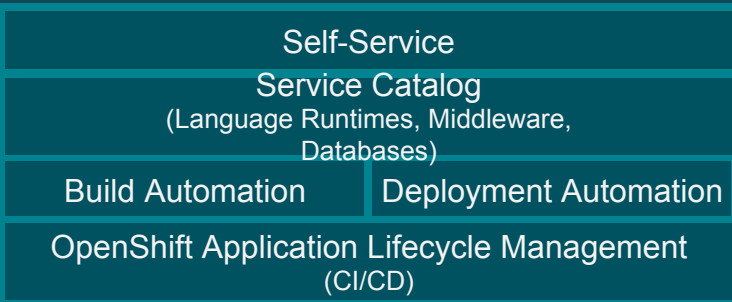 Self-Service
Service Catalog
(Language Runtimes, Middleware,
Databases)
Build Automation
Deployment Automation
OpenShift Application Lifecycle Management
(CI/CD)